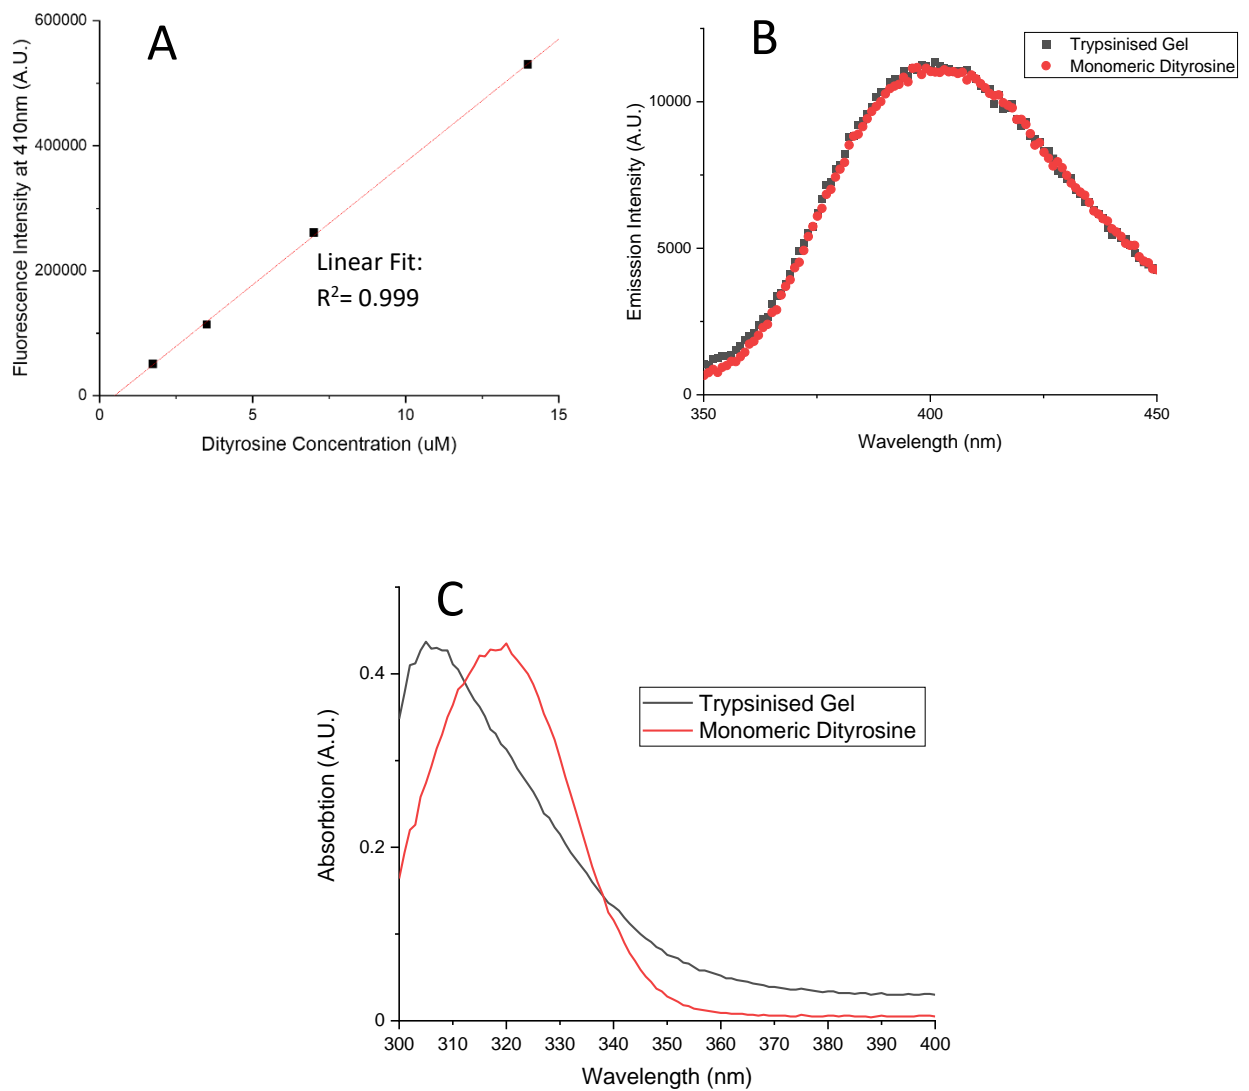 A
Fluorescence Intensity at 410nm (A.U.)
600000
400000
200000
0
Linear Fit:
R²= 0.999
0 5 10 15
Dityrosine Concentration (uM)
B
Trypsinised Gel
Monomeric Dityrosine
Emisssion Intensity (A.U.)
10000
5000
0
350 400 450
Wavelength (nm)
C
Trypsinised Gel
Monomeric Dityrosine
Absorbtion (A.U.)
0.4
0.2
0
300 310 320 330 340 350 360 370 380 390 400
Wavelength (nm)